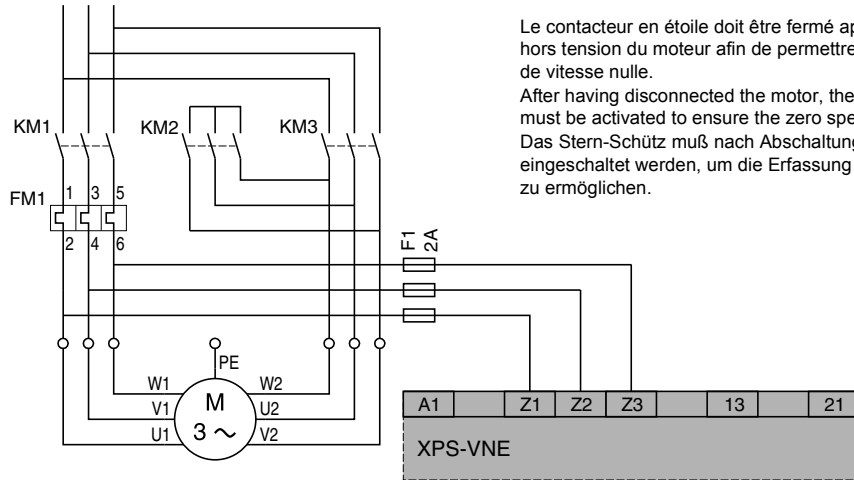 Le contacteur en étoile doit être fermé
hors tension du moteur afin de permettre
de vitesse nulle.
After having disconnected the motor, the
must be activated to ensure the zero
Das Stern-Schütz muß nach Abschaltung
eingeschaltet werden, um die Erfassung
zu ermöglichen.
KM1 KM2 KM3
FM1 1 3 5
2 4 6
F1
2A
PE
W1 W2
V1 M U2
U1 3 ~ V2
A1 Z1 Z2 Z3 13 21
XPS-VNE